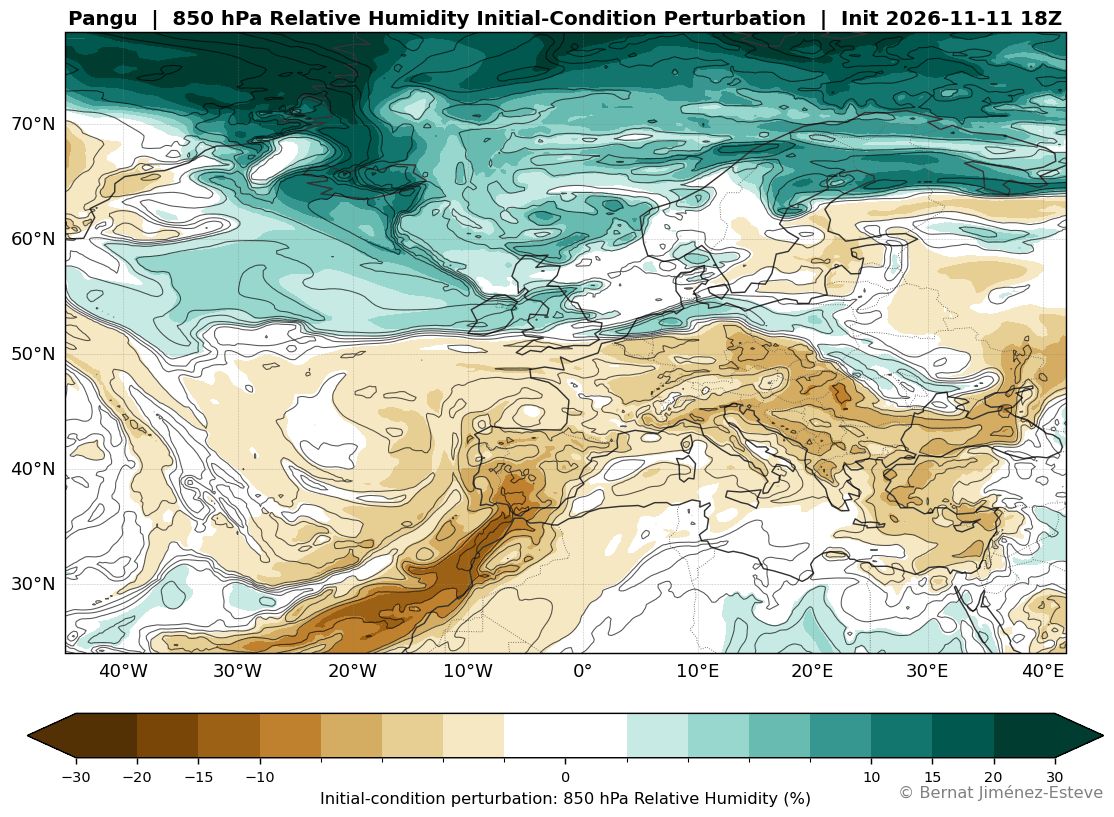 Pangu | 850 hPa Relative Humidity Initial-Condition Perturbation | Init 2026-11-11 18Z
70°N
60°N
50°N
40°N
30°N
40°W 30°W 20°W 10°W 0° 10°E 20°E 30°E 40°E
−30 −20 −15 −10 0 10 15 20 30
Initial-condition perturbation: 850 hPa Relative Humidity (%)
© Bernat Jiménez-Esteve